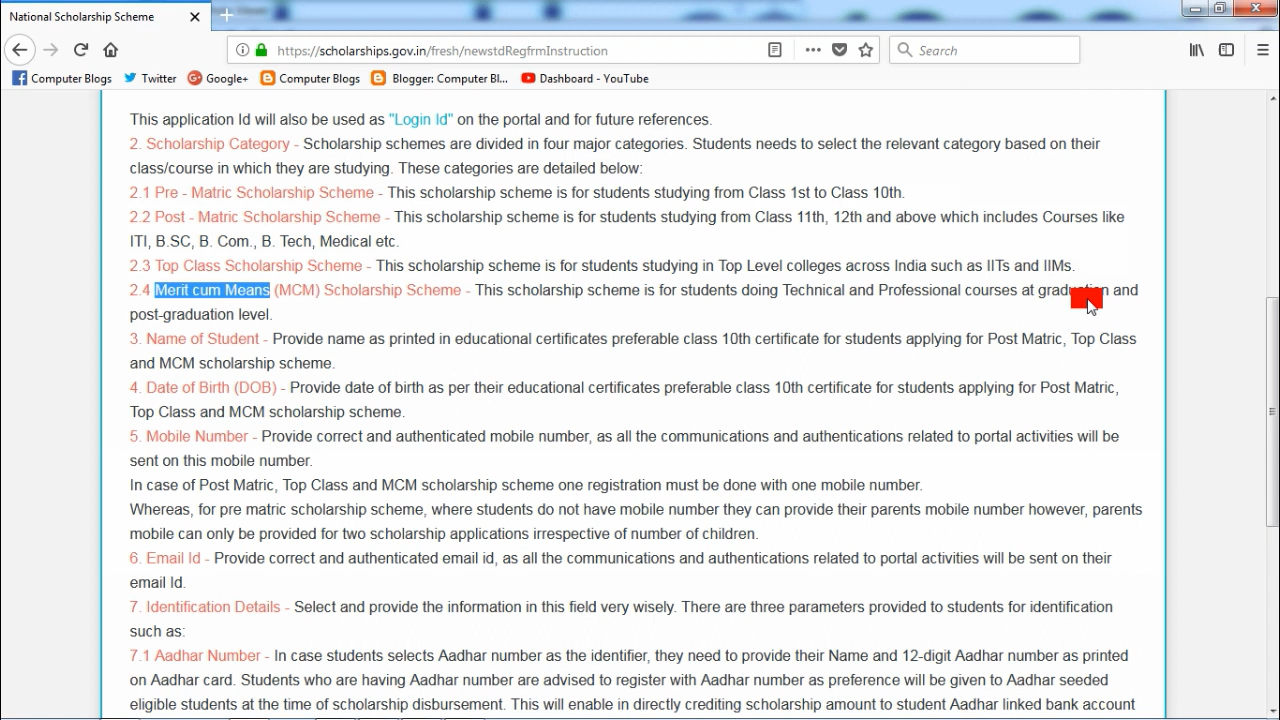 National Scholarship Scheme
https://scholarships.gov.in/fresh/newstdRegfrmInstruction
Search
Computer Blogs Twitter Google+ Computer Blogs Blogger: Computer Bl... Dashboard - YouTube
This application Id will also be used as "Login Id" on the portal and for future references.
2. Scholarship Category - Scholarship schemes are divided in four major categories. Students needs to select the relevant category based on their
class/course in which they are studying. These categories are detailed below:
2.1 Pre - Matric Scholarship Scheme - This scholarship scheme is for students studying from Class 1st to Class 10th.
2.2 Post - Matric Scholarship Scheme - This scholarship scheme is for students studying from Class 11th, 12th and above which includes Courses like
ITI, B.SC, B. Com., B. Tech, Medical etc.
2.3 Top Class Scholarship Scheme - This scholarship scheme is for students studying in Top Level colleges across India such as IITs and IIMs.
2.4 Merit cum Means (MCM) Scholarship Scheme - This scholarship scheme is for students doing Technical and Professional courses at graduation and
post-graduation level.
3. Name of Student - Provide name as printed in educational certificates preferable class 10th certificate for students applying for Post Matric, Top Class
and MCM scholarship scheme.
4. Date of Birth (DOB) - Provide date of birth as per their educational certificates preferable class 10th certificate for students applying for Post Matric,
Top Class and MCM scholarship scheme.
5. Mobile Number - Provide correct and authenticated mobile number, as all the communications and authentications related to portal activities will be
sent on this mobile number.
In case of Post Matric, Top Class and MCM scholarship scheme one registration must be done with one mobile number.
Whereas, for pre matric scholarship scheme, where students do not have mobile number they can provide their parents mobile number however, parents
mobile can only be provided for two scholarship applications irrespective of number of children.
6. Email Id - Provide correct and authenticated email id, as all the communications and authentications related to portal activities will be sent on their
email Id.
7. Identification Details - Select and provide the information in this field very wisely. There are three parameters provided to students for identification
such as:
7.1 Aadhar Number - In case students selects Aadhar number as the identifier, they need to provide their Name and 12-digit Aadhar number as printed
on Aadhar card. Students who are having Aadhar number are advised to register with Aadhar number as preference will be given to Aadhar seeded
eligible students at the time of scholarship disbursement. This will enable in directly crediting scholarship amount to student Aadhar linked bank account